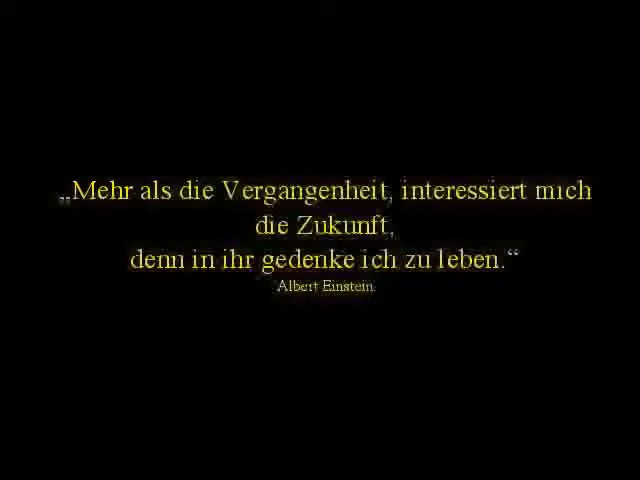 „Mehr als die Vergangenheit, interessiert mich
die Zukunft,
denn in ihr gedenke ich zu leben.“
Albert Einstein